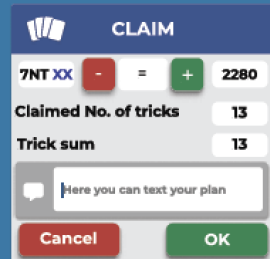 CLAIM
7NT XX - = + 2280
Claimed No. of tricks 13
Trick sum 13
Here you can text your plan
Cancel OK